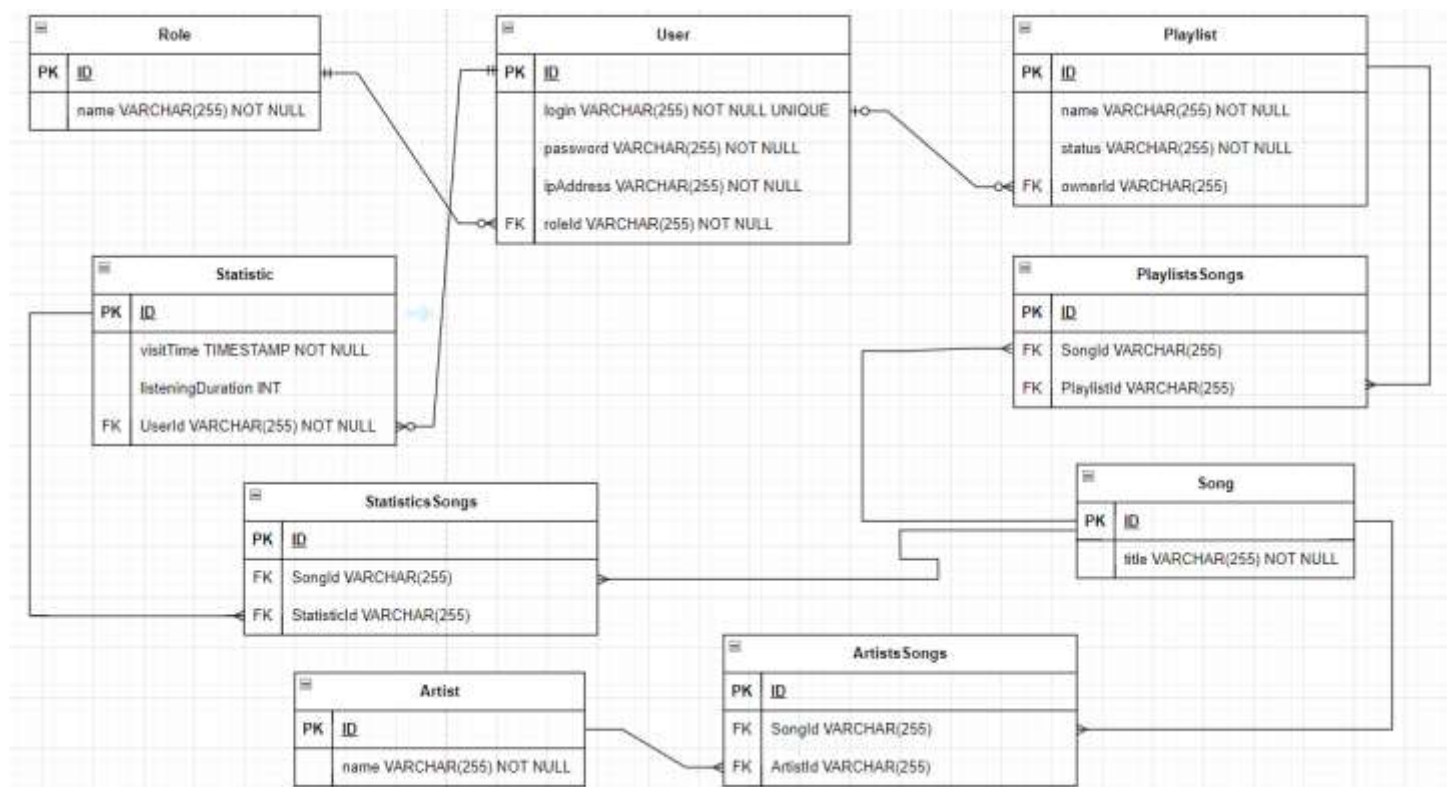 Role
PK ID
name VARCHAR(255) NOT NULL
User
PK ID
login VARCHAR(255) NOT NULL UNIQUE
password VARCHAR(255) NOT NULL
ipAddress VARCHAR(255) NOT NULL
FK roleId VARCHAR(255) NOT NULL
Playlist
PK ID
name VARCHAR(255) NOT NULL
status VARCHAR(255) NOT NULL
FK ownerId VARCHAR(255)
Statistic
PK ID
visitTime TIMESTAMP NOT NULL
listeningDuration INT
FK UserId VARCHAR(255) NOT NULL
PlaylistsSongs
PK ID
FK SongId VARCHAR(255)
FK PlaylistId VARCHAR(255)
StatisticsSongs
PK ID
FK SongId VARCHAR(255)
FK StatisticId VARCHAR(255)
Song
PK ID
title VARCHAR(255) NOT NULL
Artist
PK ID
name VARCHAR(255) NOT NULL
ArtistsSongs
PK ID
FK SongId VARCHAR(255)
FK ArtistId VARCHAR(255)